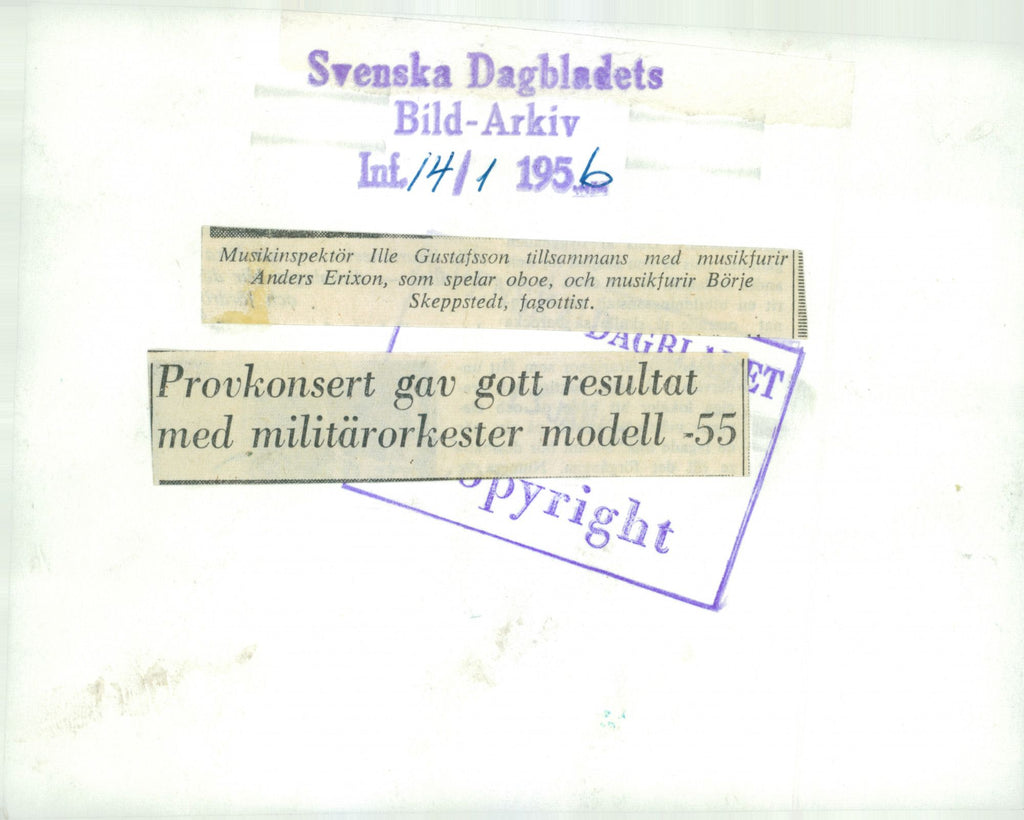 Svenska Dagbladets
Bild-Arkiv
Inf. 14/1 1956
Musikinspektör Ille Gustafsson tillsammans med musikfurir
Anders Erixon, som spelar oboe, och musikfurir Börje
Skeppstedt, fagottist.
DAGBLADET
Provkonsert gav gott resultat
med militärorkester modell -55
opyright